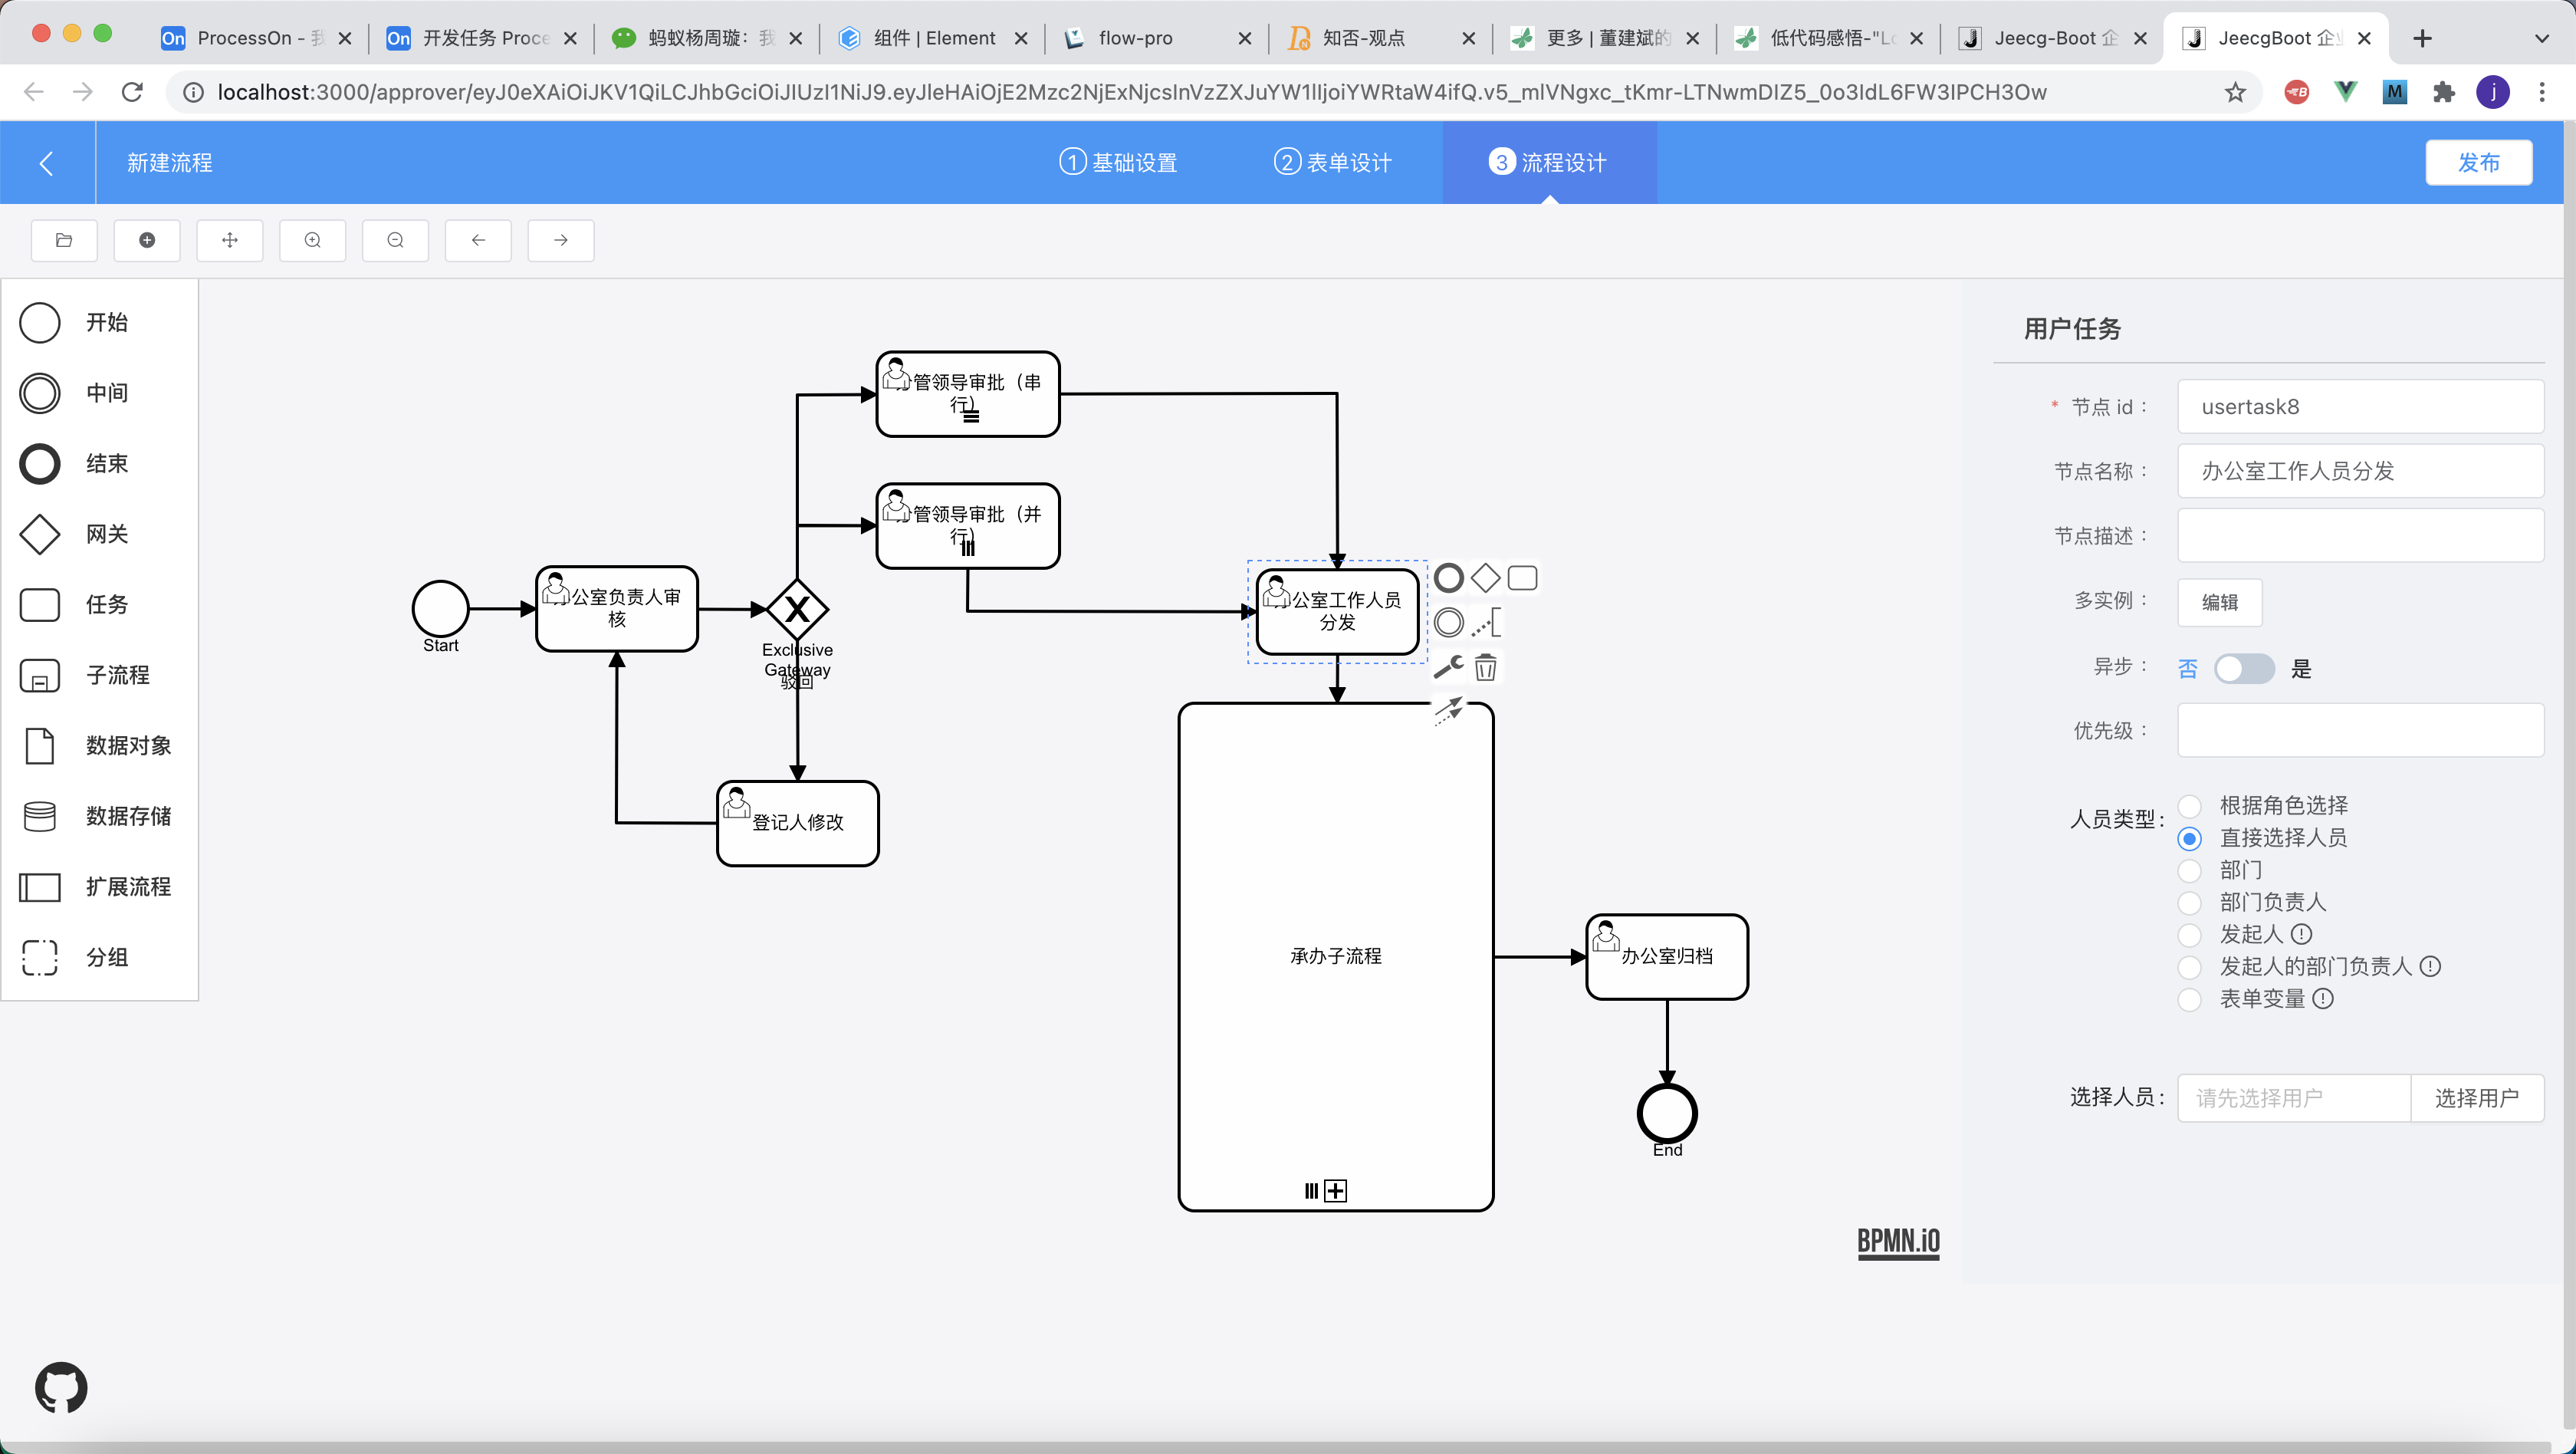 ProcessOn - 我
开发任务 Proce
蚂蚁杨周璇：我
组件 | Element
flow-pro
知否-观点
更多 | 董建斌的
低代码感悟-"Lo
Jeecg-Boot 企
JeecgBoot 企业
localhost:3000/approver/eyJ0eXAiOiJKV1QiLCJhbGciOiJIUzI1NiJ9.eyJleHAiOjE2Mzc2NjExNjcsInVzZXJuYW1lIjoiYWRtaW4ifQ.v5_mlVNgxc_tKmr-LTNwmDIZ5_0o3IdL6FW3IPCH3Ow
新建流程
1 基础设置
2 表单设计
3 流程设计
发布
开始
中间
结束
网关
任务
子流程
数据对象
数据存储
扩展流程
分组
管领导审批（串
行）
管领导审批（并
行）
Start
公室负责人审
核
Exclusive
Gateway
驳回
登记人修改
公室工作人员
分发
承办子流程
办公室归档
End
BPMN.iO
用户任务
* 节点 id：
usertask8
节点名称：
办公室工作人员分发
节点描述：
多实例：
编辑
异步：
否
是
优先级：
人员类型：
根据角色选择
直接选择人员
部门
部门负责人
发起人
发起人的部门负责人
表单变量
选择人员：
请先选择用户
选择用户